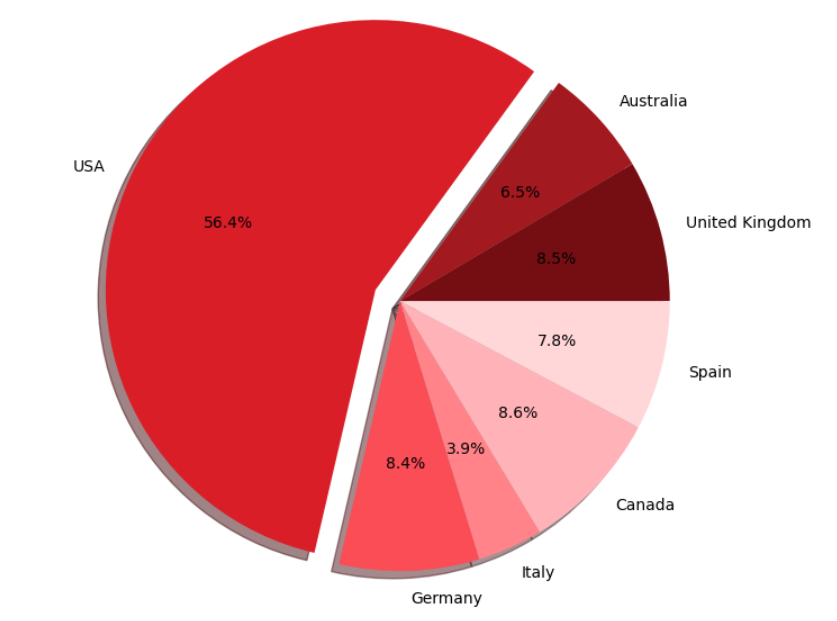 Australia
USA
6.5%
56.4%
United Kingdom
8.5%
7.8%
Spain
8.6%
3.9%
8.4%
Canada
Italy
Germany